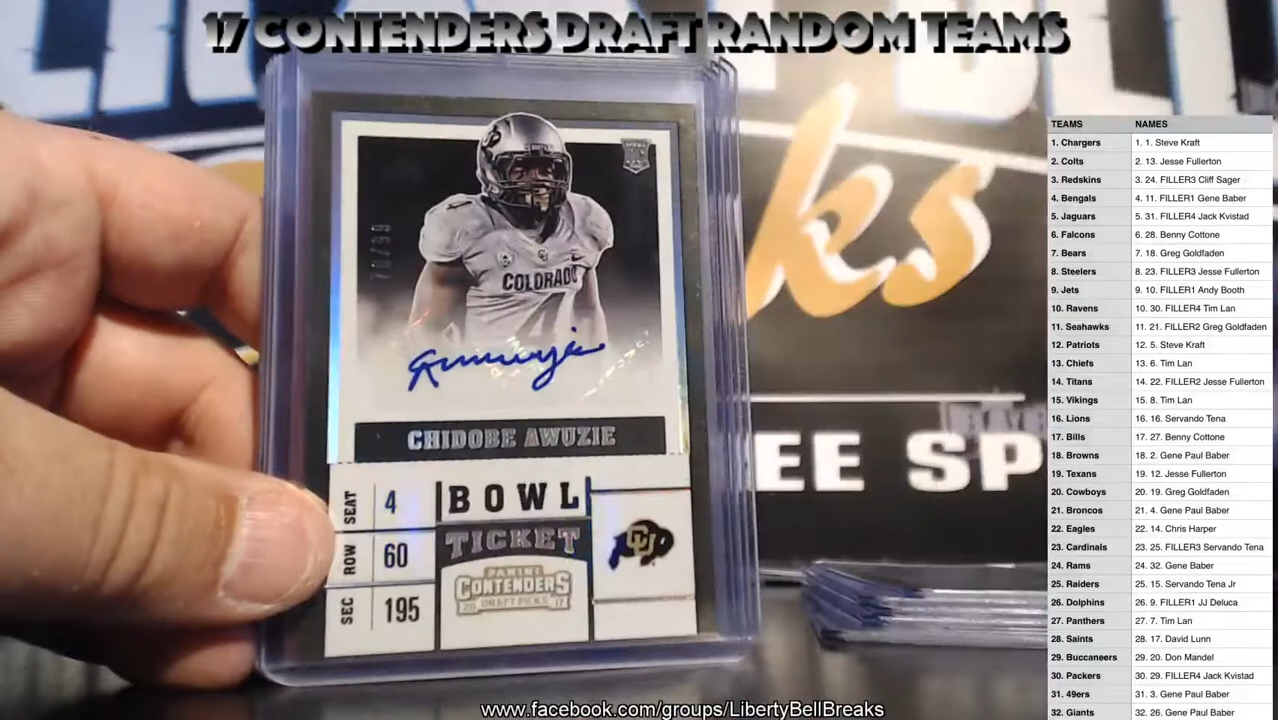 17 CONTENDERS DRAFT RANDOM TEAMS
COLORADO
4
CHIDOBE AWUZIE
SEAT 4
ROW 60
SEC 195
BOWL
TICKET
PANINI
CONTENDERS
20 DRAFT PICKS 17
CU
ks
EE SP
TEAMS NAMES
1. Chargers 1. 1. Steve Kraft
2. Colts 2. 13. Jesse Fullerton
3. Redskins 3. 24. FILLER3 Cliff Sager
4. Bengals 4. 11. FILLER1 Gene Baber
5. Jaguars 5. 31. FILLER4 Jack Kvistad
6. Falcons 6. 28. Benny Cottone
7. Bears 7. 18. Greg Goldfaden
8. Steelers 8. 23. FILLER3 Jesse Fullerton
9. Jets 9. 10. FILLER1 Andy Booth
10. Ravens 10. 30. FILLER4 Tim Lan
11. Seahawks 11. 21. FILLER2 Greg Goldfaden
12. Patriots 12. 5. Steve Kraft
13. Chiefs 13. 6. Tim Lan
14. Titans 14. 22. FILLER2 Jesse Fullerton
15. Vikings 15. 8. Tim Lan
16. Lions 16. 16. Servando Tena
17. Bills 17. 27. Benny Cottone
18. Browns 18. 2. Gene Paul Baber
19. Texans 19. 12. Jesse Fullerton
20. Cowboys 20. 19. Greg Goldfaden
21. Broncos 21. 4. Gene Paul Baber
22. Eagles 22. 14. Chris Harper
23. Cardinals 23. 25. FILLER3 Servando Tena
24. Rams 24. 32. Gene Baber
25. Raiders 25. 15. Servando Tena Jr
26. Dolphins 26. 9. FILLER1 JJ Deluca
27. Panthers 27. 7. Tim Lan
28. Saints 28. 17. David Lunn
29. Buccaneers 29. 20. Don Mandel
30. Packers 30. 29. FILLER4 Jack Kvistad
31. 49ers 31. 3. Gene Paul Baber
32. Giants 32. 26. Gene Paul Baber
www.facebook.com/groups/LibertyBellBreaks